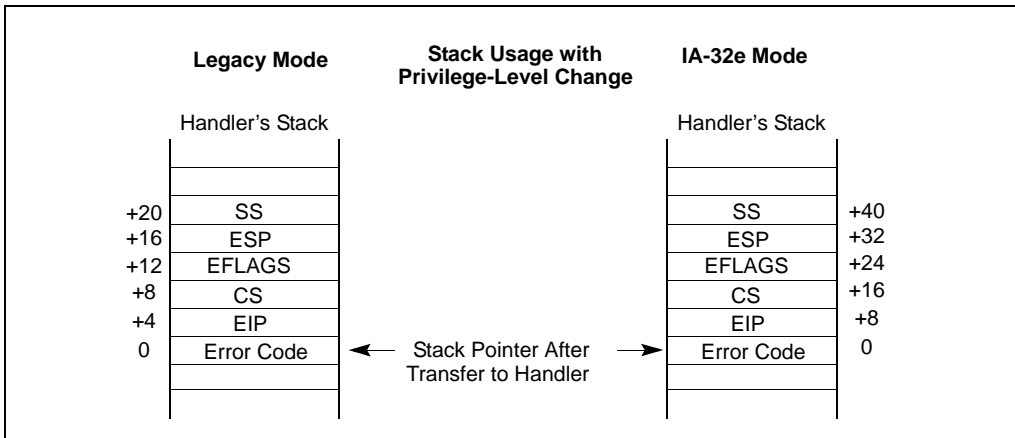 Legacy Mode
Stack Usage with
Privilege-Level Change
IA-32e Mode
Handler’s Stack
Handler’s Stack
+20 SS SS +40
+16 ESP ESP +32
+12 EFLAGS EFLAGS +24
+8 CS CS +16
+4 EIP EIP +8
0 Error Code Stack Pointer After Error Code 0
Transfer to Handler